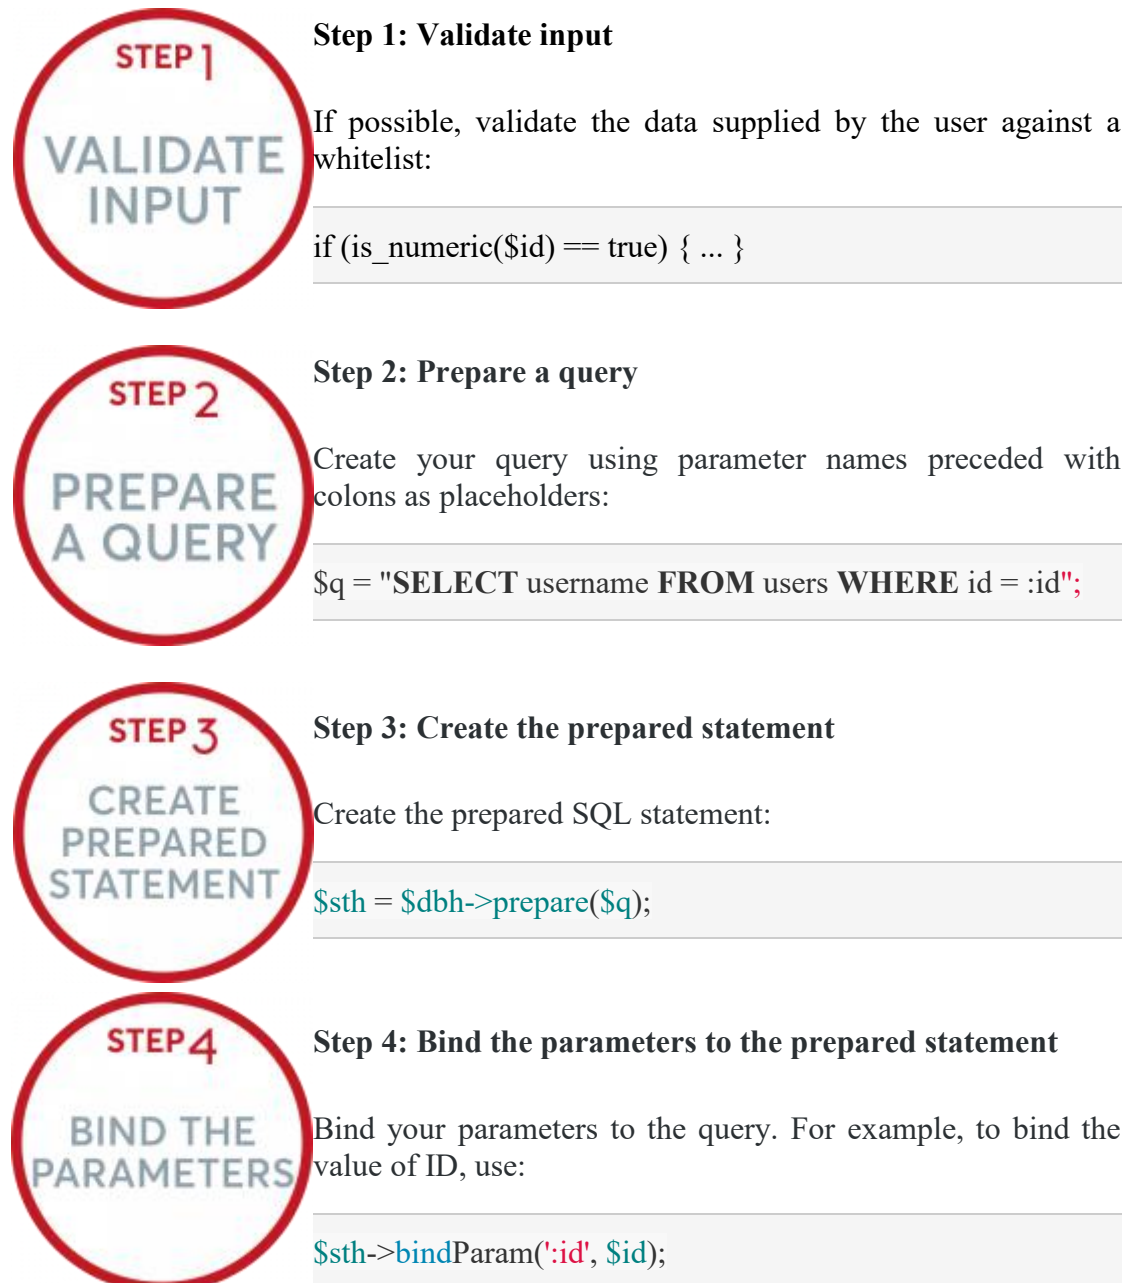 STEP 1
VALIDATE
INPUT
Step 1: Validate input
If possible, validate the data supplied by the user against a
whitelist:
if (is_numeric($id) == true) { ... }
STEP 2
PREPARE
A QUERY
Step 2: Prepare a query
Create your query using parameter names preceded with
colons as placeholders:
$q = "SELECT username FROM users WHERE id = :id";
STEP 3
CREATE
PREPARED
STATEMENT
Step 3: Create the prepared statement
Create the prepared SQL statement:
$sth = $dbh->prepare($q);
STEP 4
BIND THE
PARAMETERS
Step 4: Bind the parameters to the prepared statement
Bind your parameters to the query. For example, to bind the
value of ID, use:
$sth->bindParam(':id', $id);